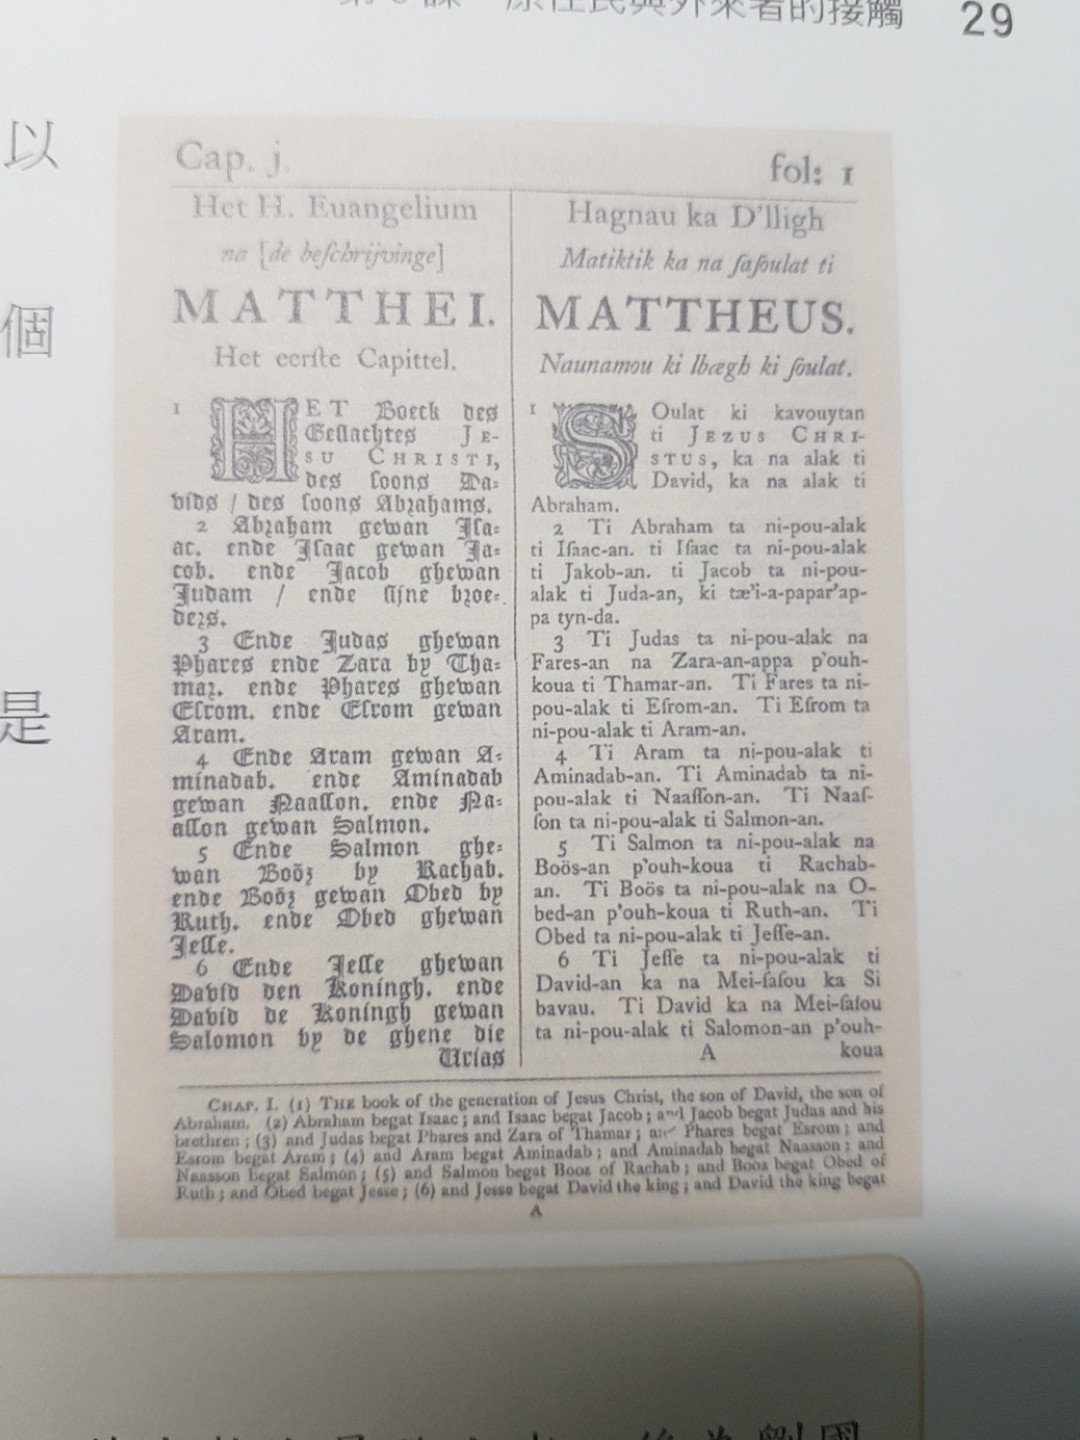 原住民與外來者的接觸 29
以
個
是
Cap. j. fol: 1
Het H. Euangelium
na [de beſchrijvinge]
MATTHEI.
Het eerſte Capittel.
1 HET Boeck des
Geſlachtes JE-
SU CHRISTI,
des ſoons Da-
vids / des ſoons Abꝛahams.
2 Abꝛaham gewan Iſa-
ac. ende Iſaac gewan Ja-
cob. ende Jacob ghewan
Judam / ende ſijne bꝛoe-
deꝛs.
3 Ende Judas ghewan
Phares ende Zara by Tha-
maꝛ. ende Phares ghewan
Eſrom. ende Eſrom gewan
Aram.
4 Ende Aram gewan A-
minadab. ende Aminadab
gewan Naaſſon. ende Na-
aſſon gewan Salmon.
5 Ende Salmon ghe-
wan Boöz by Rachab.
ende Boöz gewan Obed by
Ruth. ende Obed ghewan
Jeſſe.
6 Ende Jeſſe ghewan
David den Koningh. ende
David de Koningh gewan
Salomon by de ghene die
Urias
Hagnau ka D'lligh
Matiktik ka na ſaſoulat ti
MATTHEUS.
Naunamou ki lbægh ki ſoulat.
1 SOulat ki kavouytan
ti JEZUS CHRI-
STUS, ka na alak ti
David, ka na alak ti
Abraham.
2 Ti Abraham ta ni-pou-alak
ti Iſaac-an. ti Iſaac ta ni-pou-alak
ti Jakob-an. ti Jacob ta ni-pou-
alak ti Juda-an, ki tæ'i-a-papar'ap-
pa tyn-da.
3 Ti Judas ta ni-pou-alak na
Fares-an na Zara-an-appa p'ouh-
koua ti Thamar-an. Ti Fares ta ni-
pou-alak ti Eſrom-an. Ti Eſrom ta
ni-pou-alak ti Aram-an.
4 Ti Aram ta ni-pou-alak ti
Aminadab-an. Ti Aminadab ta ni-
pou-alak ti Naaſſon-an. Ti Naaſ-
ſon ta ni-pou-alak ti Salmon-an.
5 Ti Salmon ta ni-pou-alak na
Boös-an p'ouh-koua ti Rachab-
an. Ti Boös ta ni-pou-alak na O-
bed-an p'ouh-koua ti Ruth-an. Ti
Obed ta ni-pou-alak ti Jeſſe-an.
6 Ti Jeſſe ta ni-pou-alak ti
David-an ka na Mei-ſaſou ka Si
bavau. Ti David ka na Mei-ſaſou
ta ni-pou-alak ti Salomon-an p'ouh-
A koua
CHAP. I. (1) THE book of the generation of Jesus Christ, the son of David, the son of
Abraham. (2) Abraham begat Isaac; and Isaac begat Jacob; and Jacob begat Judas and his
brethren; (3) and Judas begat Phares and Zara of Thamar; and Phares begat Esrom; and
Esrom begat Aram; (4) and Aram begat Aminadab; and Aminadab begat Naasson; and
Naasson begat Salmon; (5) and Salmon begat Booz of Rachab; and Boos begat Obed of
Ruth; and Obed begat Jesse; (6) and Jesse begat David the king; and David the king begat
A